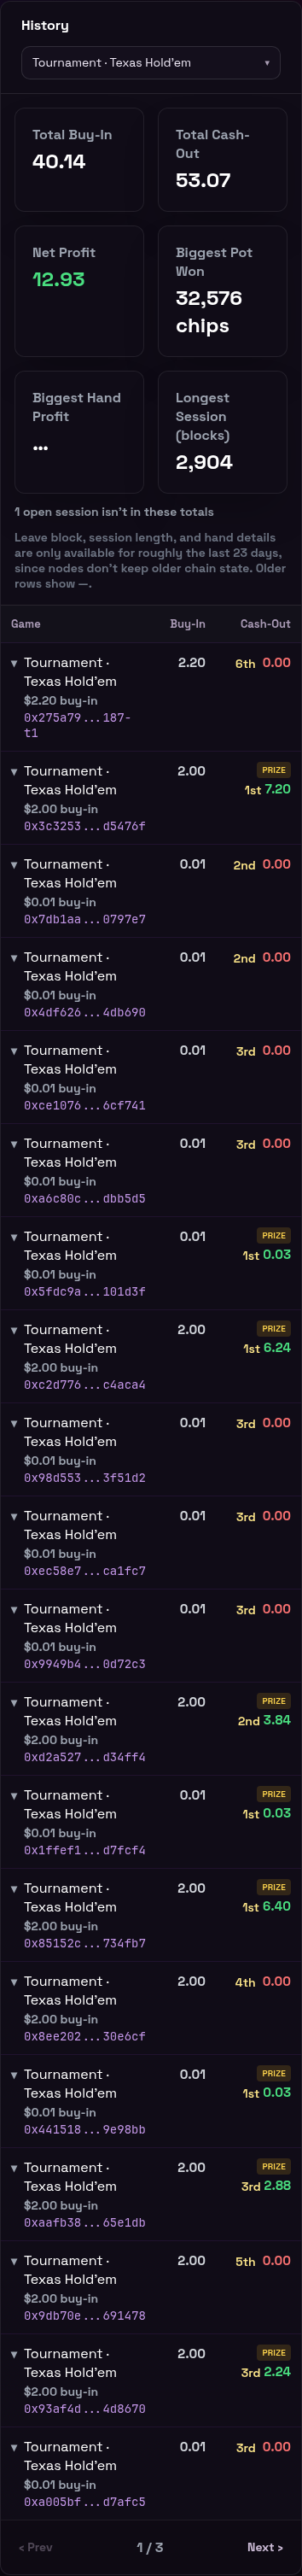 History
Tournament · Texas Hold'em ▾
Total Buy-In
40.14
Total Cash-
Out
53.07
Net Profit
12.93
Biggest Pot
Won
32,576
chips
Biggest Hand
Profit
...
Longest
Session
(blocks)
2,904
1 open session isn't in these totals
Leave block, session length, and hand details
are only available for roughly the last 23 days,
since nodes don't keep older chain state. Older
rows show —.
Game Buy-In Cash-Out
▾ Tournament · 2.20 6th 0.00
Texas Hold'em
$2.20 buy-in
0x275a79...187-
t1
▾ Tournament · 2.00 PRIZE
Texas Hold'em 1st 7.20
$2.00 buy-in
0x3c3253...d5476f
▾ Tournament · 0.01 2nd 0.00
Texas Hold'em
$0.01 buy-in
0x7db1aa...0797e7
▾ Tournament · 0.01 2nd 0.00
Texas Hold'em
$0.01 buy-in
0x4df626...4db690
▾ Tournament · 0.01 3rd 0.00
Texas Hold'em
$0.01 buy-in
0xce1076...6cf741
▾ Tournament · 0.01 3rd 0.00
Texas Hold'em
$0.01 buy-in
0xa6c80c...dbb5d5
▾ Tournament · 0.01 PRIZE
Texas Hold'em 1st 0.03
$0.01 buy-in
0x5fdc9a...101d3f
▾ Tournament · 2.00 PRIZE
Texas Hold'em 1st 6.24
$2.00 buy-in
0xc2d776...c4aca4
▾ Tournament · 0.01 3rd 0.00
Texas Hold'em
$0.01 buy-in
0x98d553...3f51d2
▾ Tournament · 0.01 3rd 0.00
Texas Hold'em
$0.01 buy-in
0xec58e7...ca1fc7
▾ Tournament · 0.01 3rd 0.00
Texas Hold'em
$0.01 buy-in
0x9949b4...0d72c3
▾ Tournament · 2.00 PRIZE
Texas Hold'em 2nd 3.84
$2.00 buy-in
0xd2a527...d34ff4
▾ Tournament · 0.01 PRIZE
Texas Hold'em 1st 0.03
$0.01 buy-in
0x1ffef1...d7fcf4
▾ Tournament · 2.00 PRIZE
Texas Hold'em 1st 6.40
$2.00 buy-in
0x85152c...734fb7
▾ Tournament · 2.00 4th 0.00
Texas Hold'em
$2.00 buy-in
0x8ee202...30e6cf
▾ Tournament · 0.01 PRIZE
Texas Hold'em 1st 0.03
$0.01 buy-in
0x441518...9e98bb
▾ Tournament · 2.00 PRIZE
Texas Hold'em 3rd 2.88
$2.00 buy-in
0xaafb38...65e1db
▾ Tournament · 2.00 5th 0.00
Texas Hold'em
$2.00 buy-in
0x9db70e...691478
▾ Tournament · 2.00 PRIZE
Texas Hold'em 3rd 2.24
$2.00 buy-in
0x93af4d...4d8670
▾ Tournament · 0.01 3rd 0.00
Texas Hold'em
$0.01 buy-in
0xa005bf...d7afc5
‹ Prev 1 / 3 Next ›